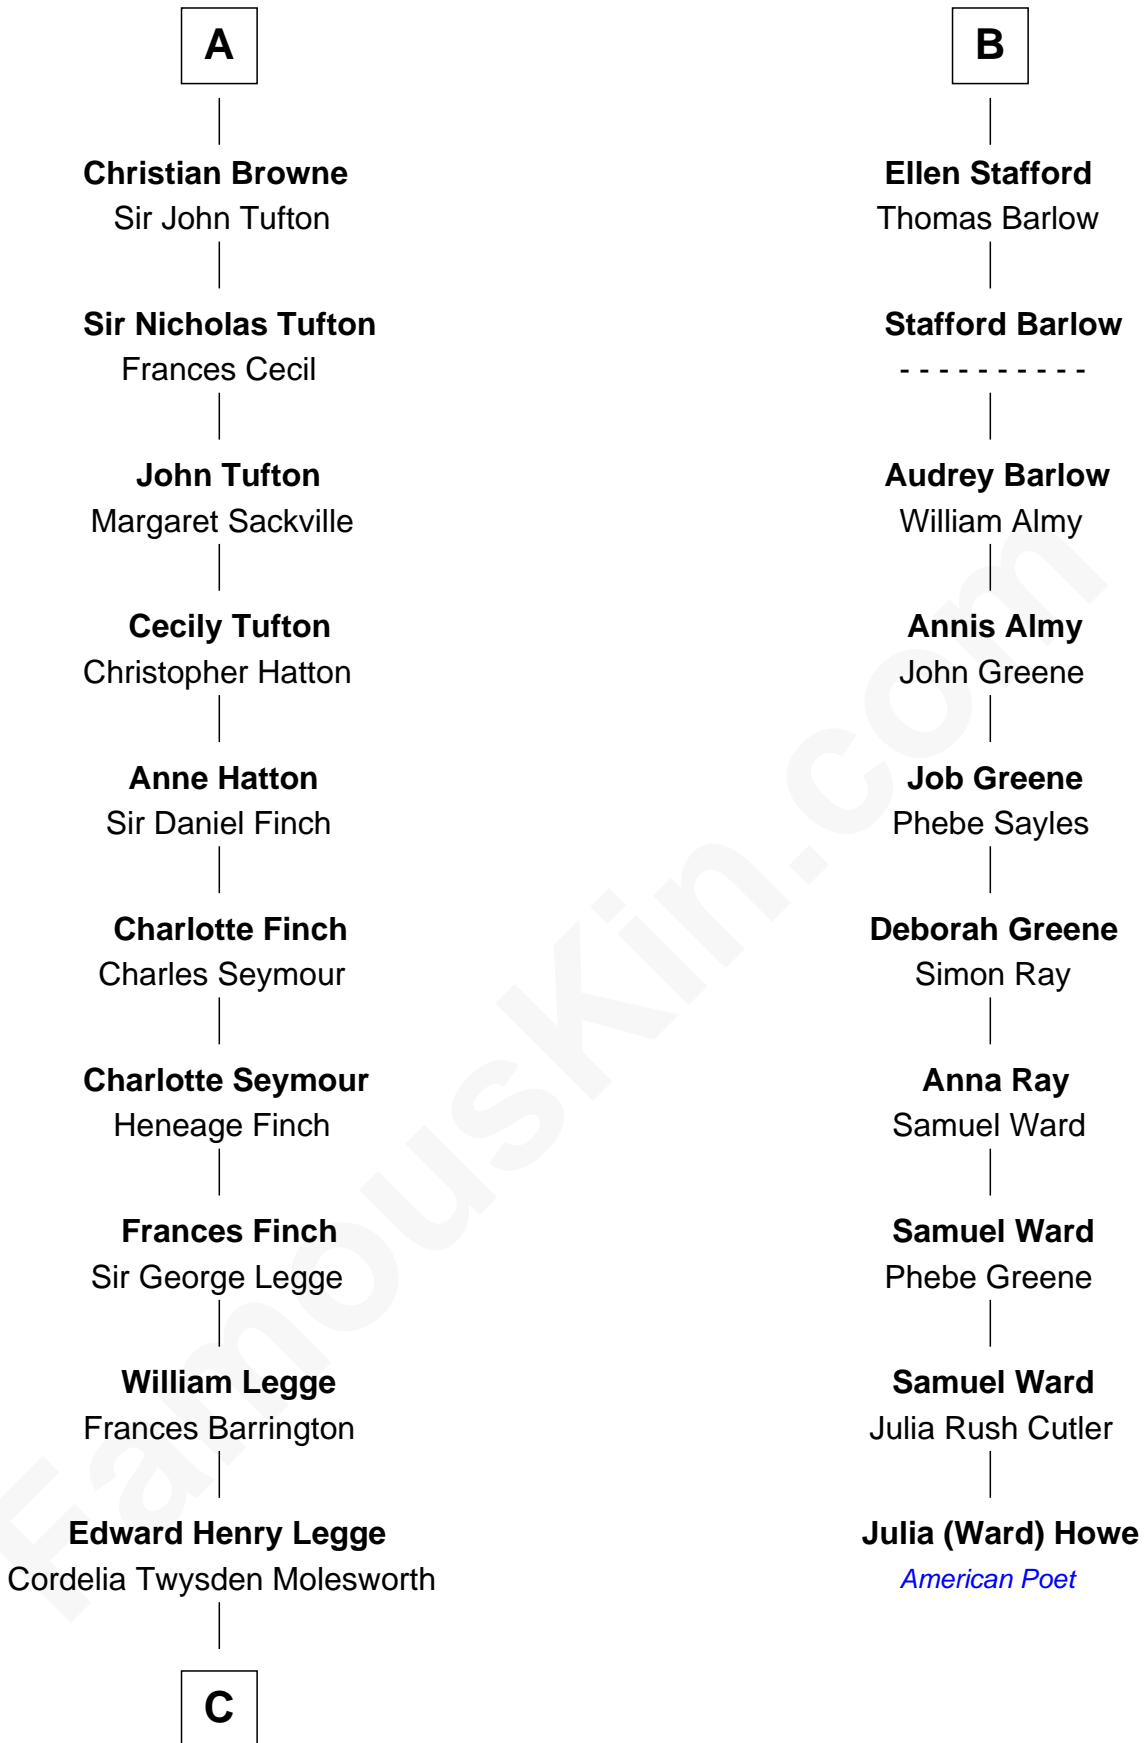 A
Christian Browne
Sir John Tufton
Sir Nicholas Tufton
Frances Cecil
John Tufton
Margaret Sackville
Cecily Tufton
Christopher Hatton
Anne Hatton
Sir Daniel Finch
Charlotte Finch
Charles Seymour
Charlotte Seymour
Heneage Finch
Frances Finch
Sir George Legge
William Legge
Frances Barrington
Edward Henry Legge
Cordelia Twysden Molesworth
C
B
Ellen Stafford
Thomas Barlow
Stafford Barlow
- - - - - - - - - -
Audrey Barlow
William Almy
Annis Almy
John Greene
Job Greene
Phebe Sayles
Deborah Greene
Simon Ray
Anna Ray
Samuel Ward
Samuel Ward
Phebe Greene
Samuel Ward
Julia Rush Cutler
Julia (Ward) Howe
American Poet
FamousKin.com